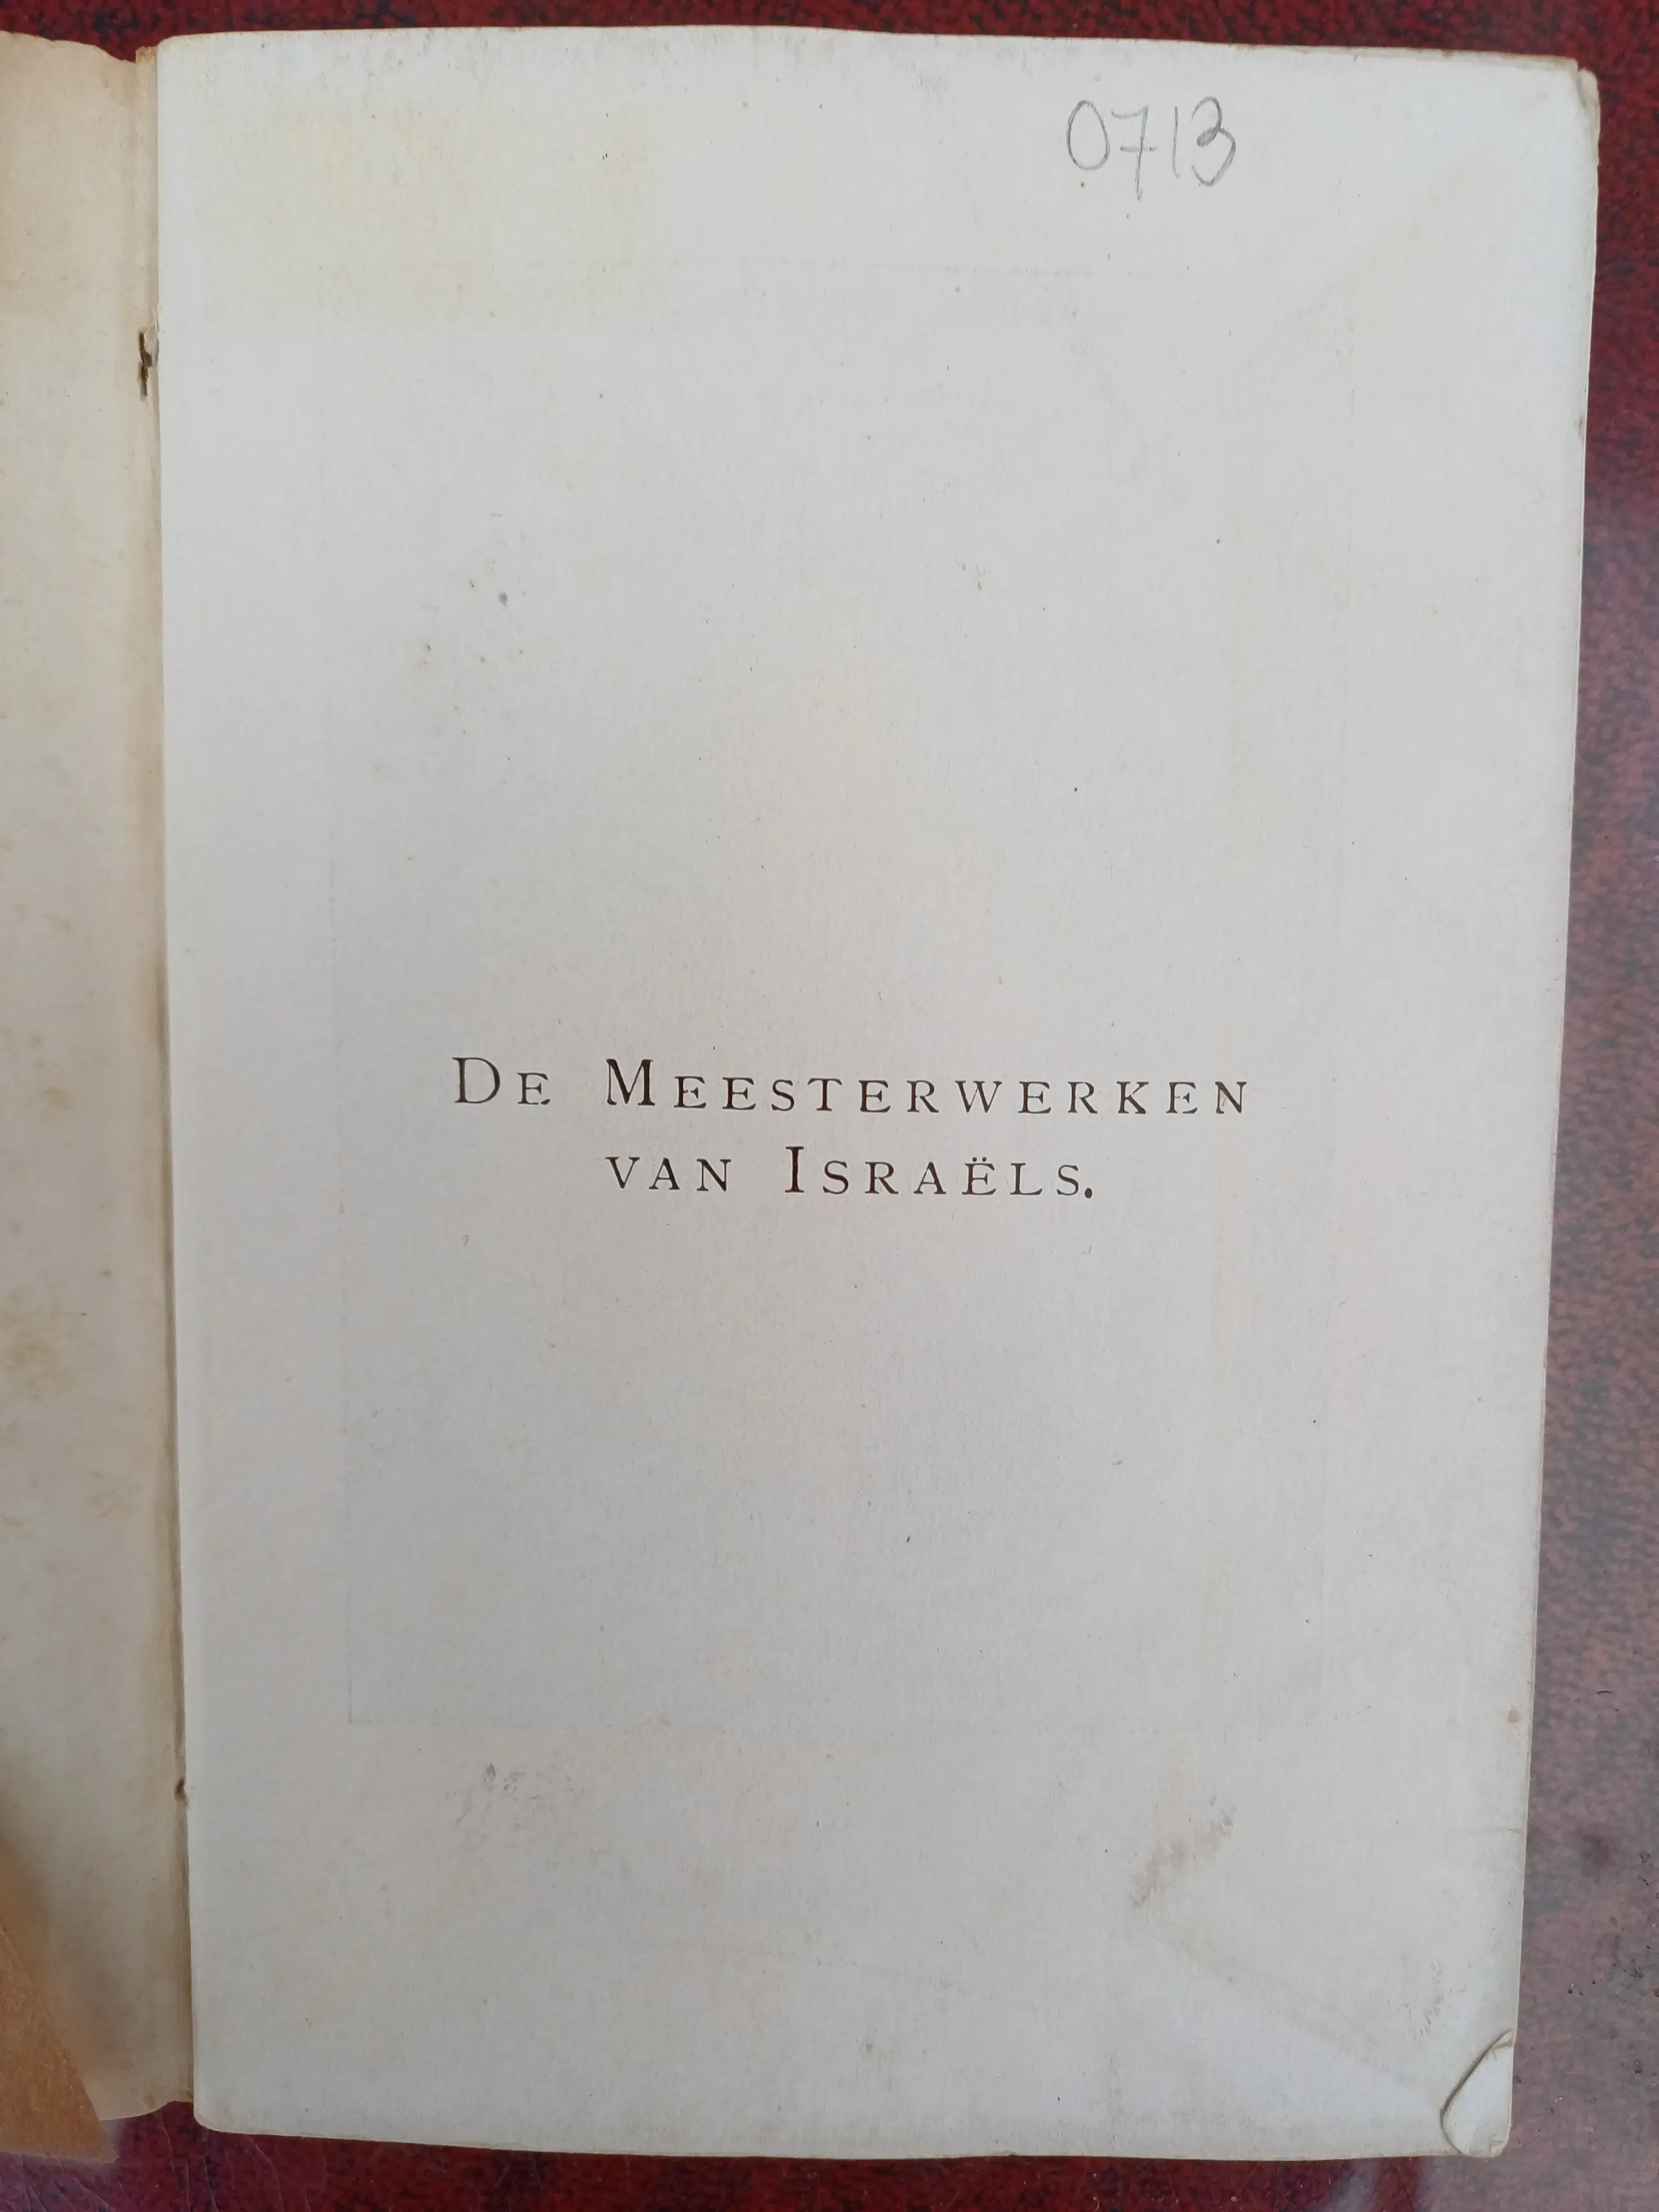 0713
De Meesterwerken
van Israëls.